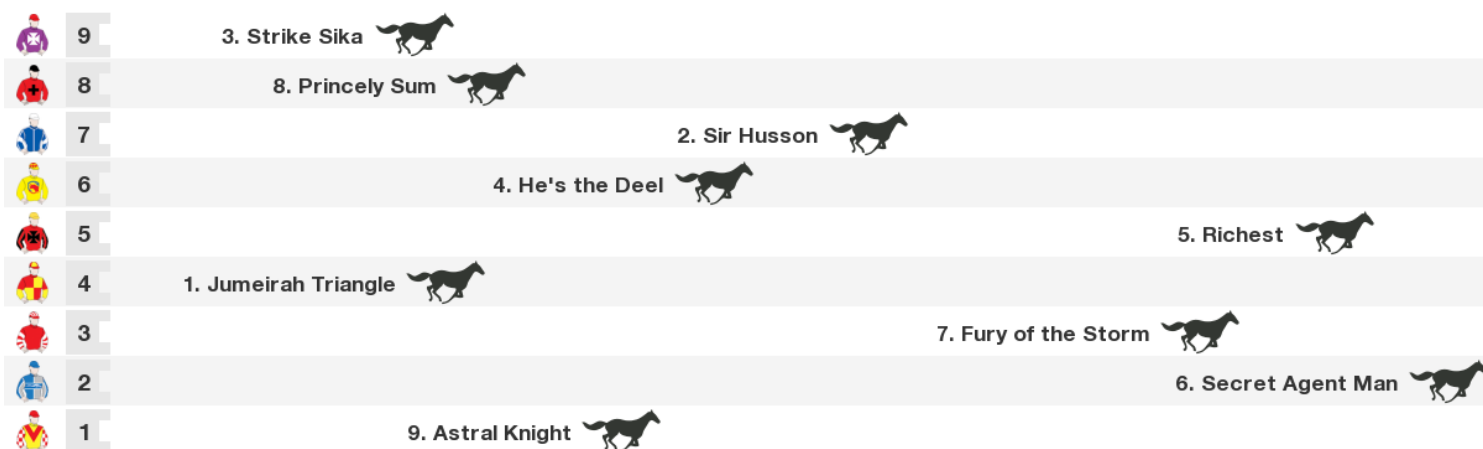 9 3. Strike Sika
8 8. Princely Sum
7 2. Sir Husson
6 4. He's the Deel
5 5. Richest
4 1. Jumeirah Triangle
3 7. Fury of the Storm
2 6. Secret Agent Man
1 9. Astral Knight